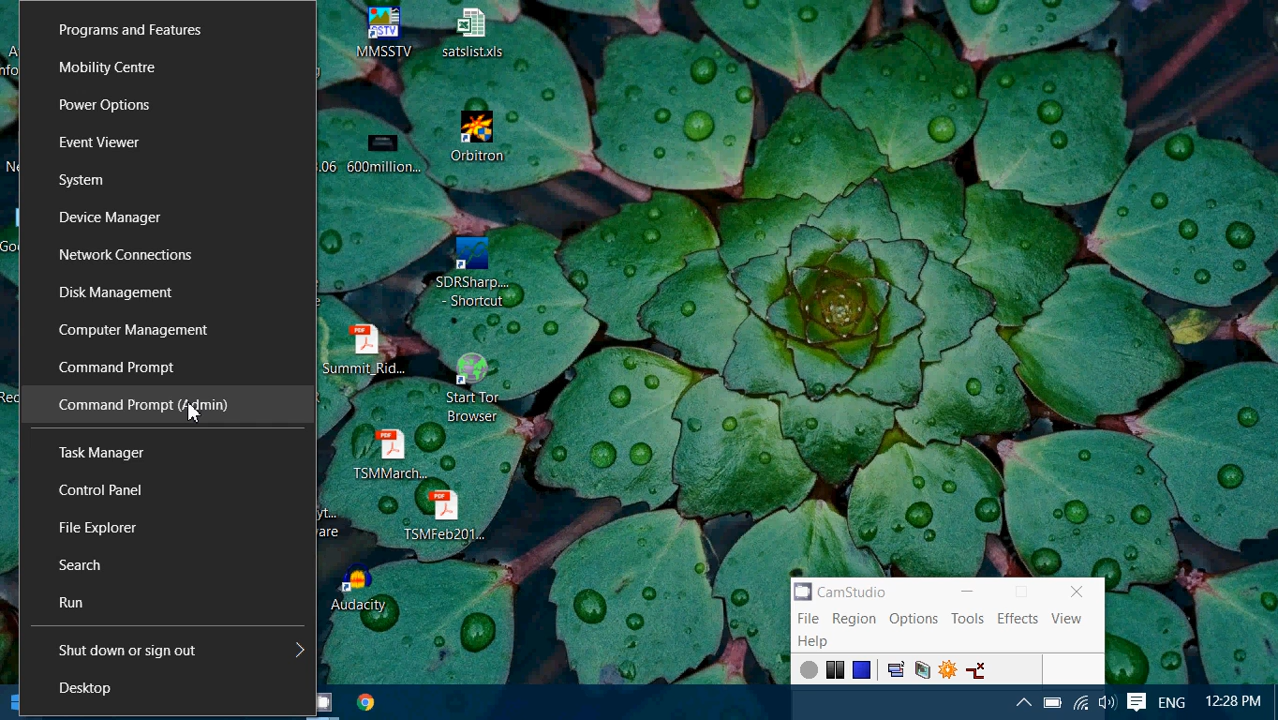 Programs and Features
Mobility Centre
Power Options
Event Viewer
System
Device Manager
Network Connections
Disk Management
Computer Management
Command Prompt
Command Prompt (Admin)
Task Manager
Control Panel
File Explorer
Search
Run
Shut down or sign out
Desktop
MMSSTV
satslist.xls
600million...
Orbitron
SDRSharp....
- Shortcut
Summit_Rid...
Start Tor
Browser
TSMMarch...
TSMFeb201...
Audacity
CamStudio
File Region Options Tools Effects View
Help
ENG 12:28 PM